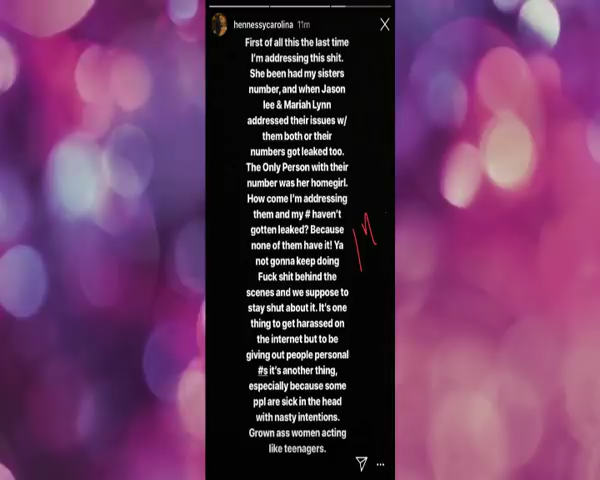 hennessycarolina 11m
First of all this the last time
I'm addressing this shit.
She been had my sisters
number, and when Jason
lee & Mariah Lynn
addressed their issues w/
them both or their
numbers got leaked too.
The Only Person with their
number was her homegirl.
How come I'm addressing
them and my # haven't
gotten leaked? Because
none of them have it! Ya
not gonna keep doing
Fuck shit behind the
scenes and we suppose to
stay shut about it. It's one
thing to get harassed on
the internet but to be
giving out people personal
#s it's another thing,
especially because some
ppl are sick in the head
with nasty intentions.
Grown ass women acting
like teenagers.